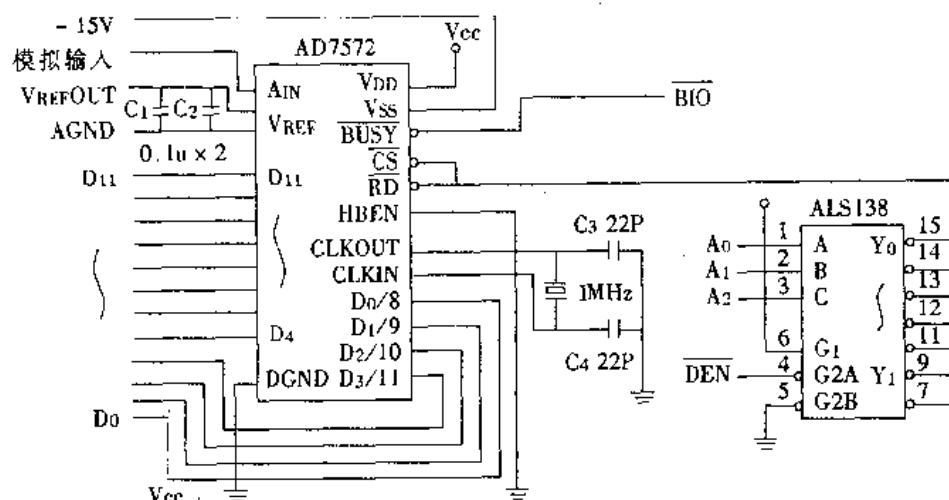 - 15V
模拟输入
VREFOUT
AGND
C1
C2
0.1u×2
D11
D0
Vcc
AD7572
AIN
VREF
D11
D4
DGND
VDD
VSS
BUSY
CS
RD
HBEN
CLKOUT
CLKIN
D0/8
D1/9
D2/10
D3/11
Vcc
BIO
C3 22P
1MHz
C4 22P
ALS138
A0
A1
A2
DEN
1
2
3
6
4
5
A
B
C
G1
G2A
G2B
Y0
Y1
15
14
13
12
11
9
7